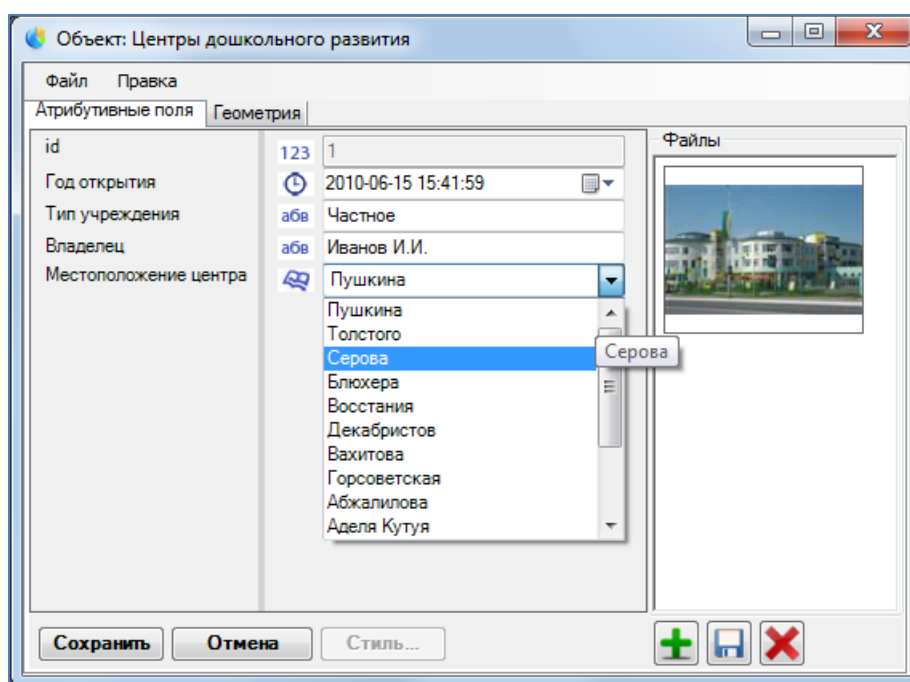 Объект: Центры дошкольного развития
Файл Правка
Атрибутивные поля Геометрия
id 123 1
Год открытия 2010-06-15 15:41:59
Тип учреждения абв Частное
Владелец абв Иванов И.И.
Местоположение центра Пушкина
Пушкина
Толстого
Серова
Серова
Блюхера
Восстания
Декабристов
Вахитова
Горсоветская
Абжалилова
Аделя Кутуя
Файлы
Сохранить Отмена Стиль...